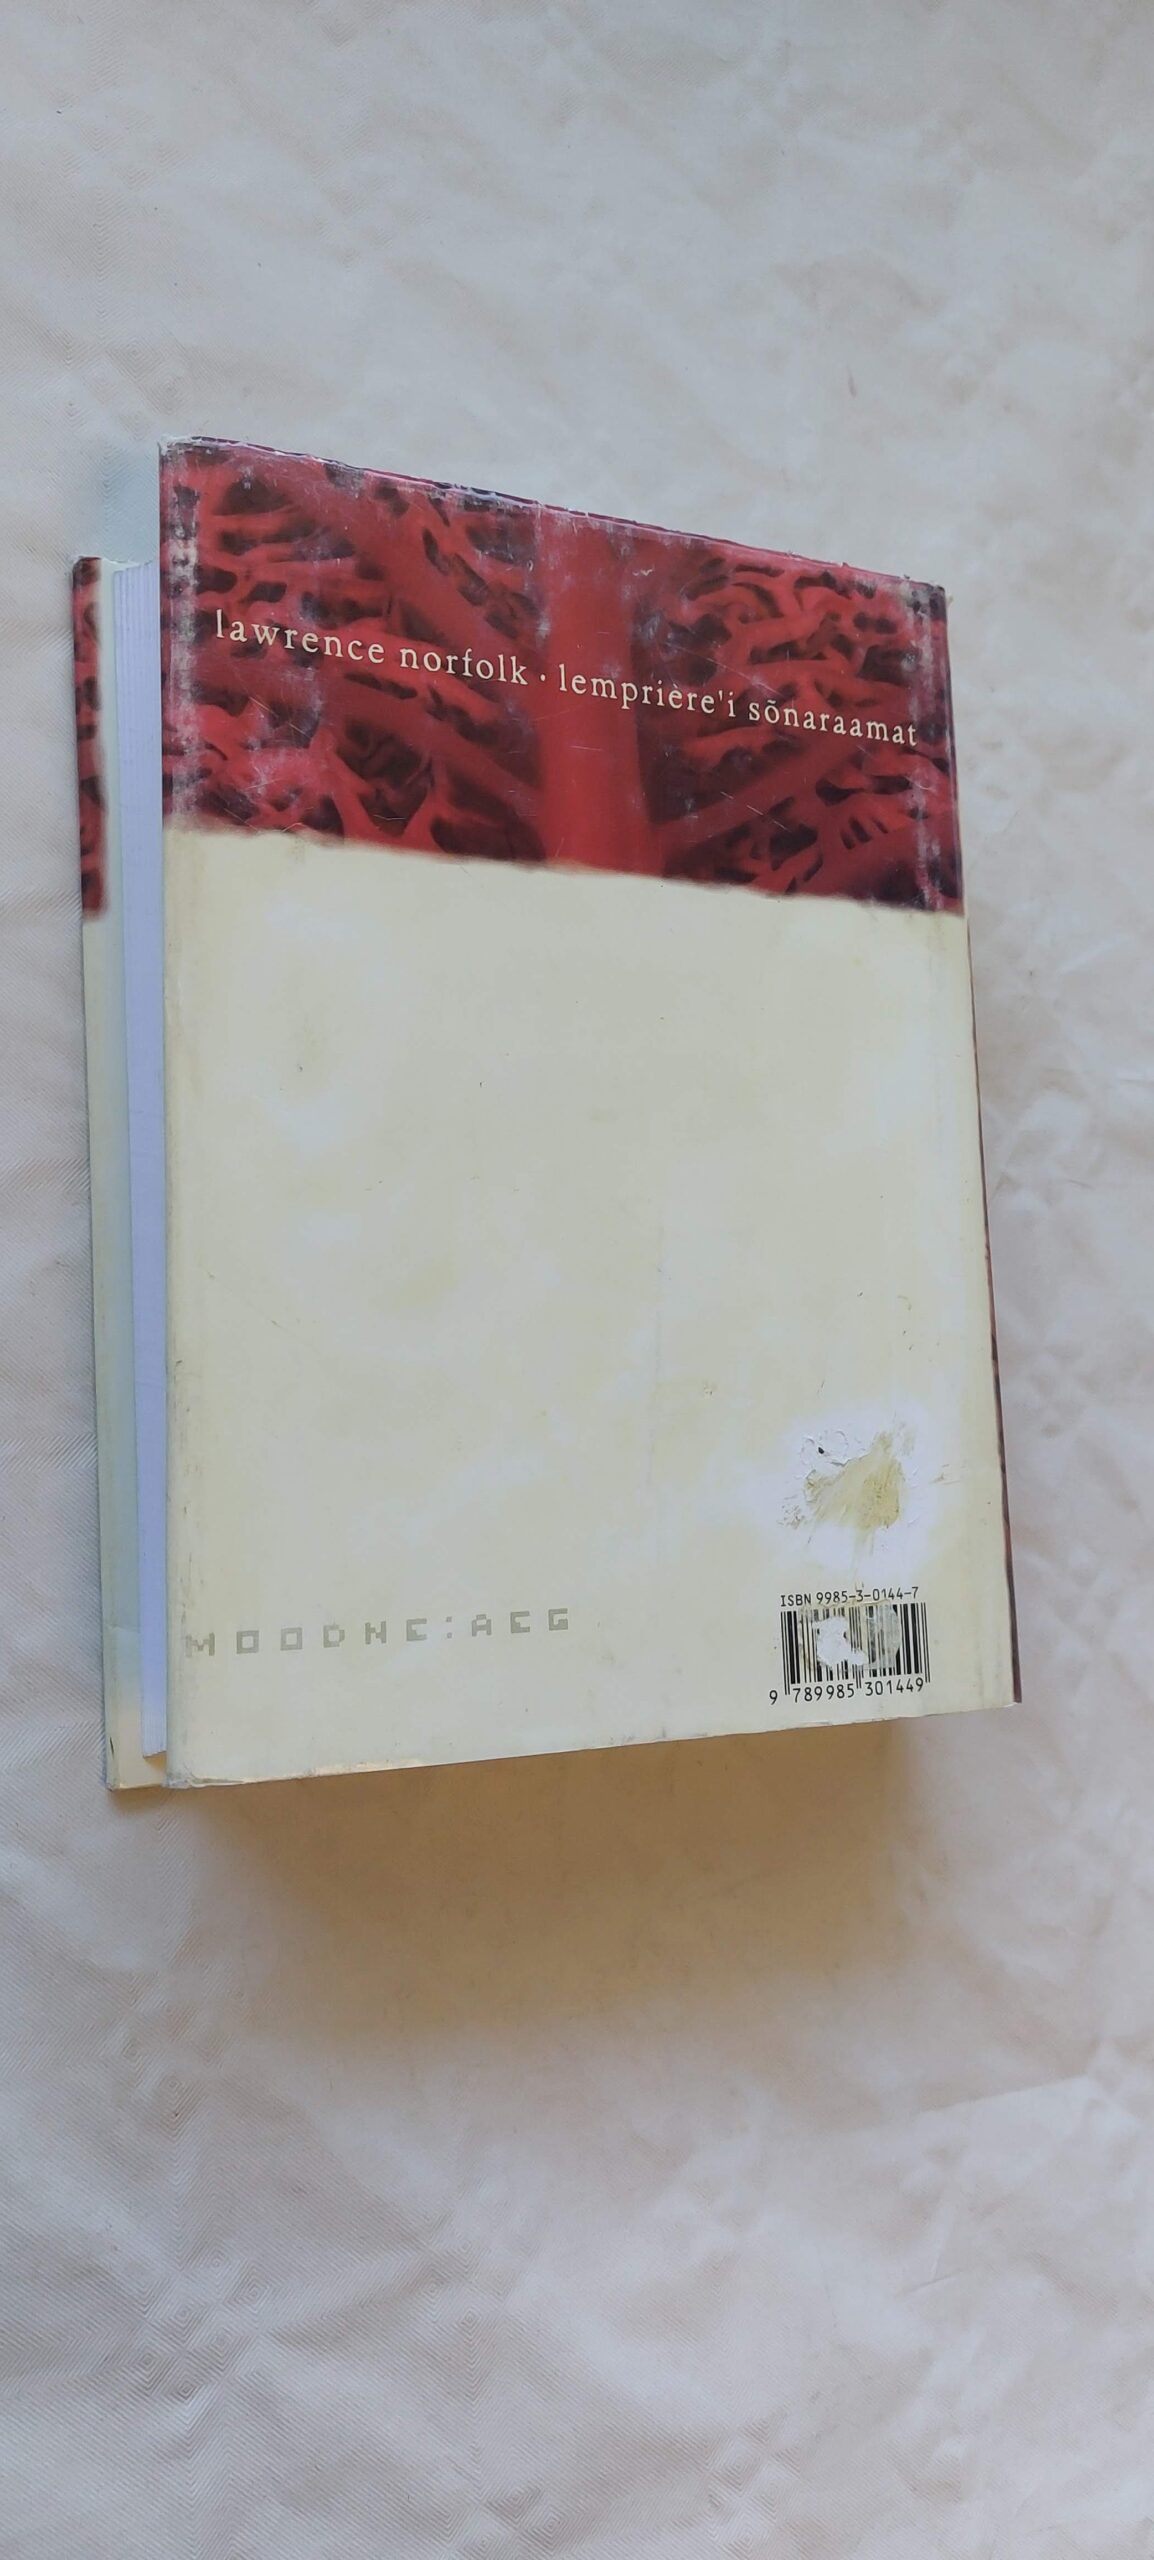 lawrence norfolk · lemprière'i sõnaraamat
MOODNE:AEG
ISBN 9985-3-0144-7
9 789985 301449